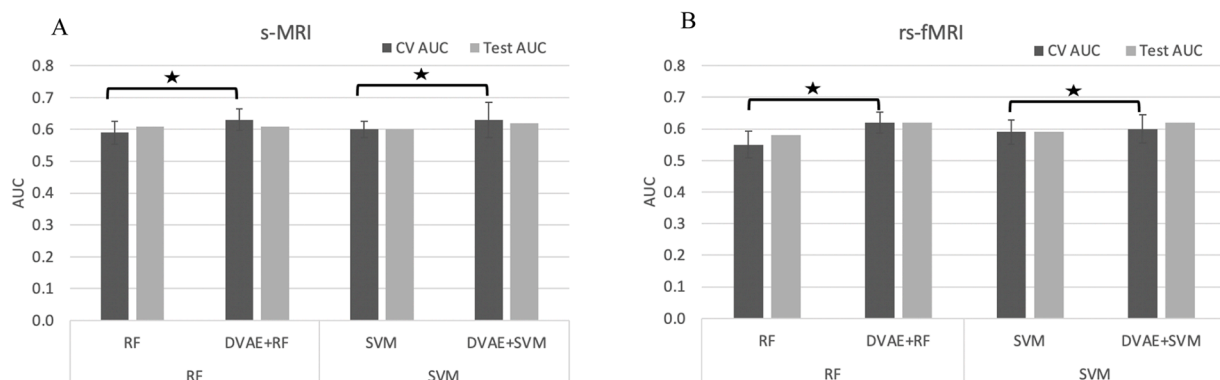 A
s-MRI
CV AUC Test AUC
0.8
0.7
0.6
0.5
0.4
0.3
0.2
0.1
0.0
AUC
RF DVAE+RF SVM DVAE+SVM
RF SVM
B
rs-fMRI
CV AUC Test AUC
0.8
0.7
0.6
0.5
0.4
0.3
0.2
0.1
0.0
AUC
RF DVAE+RF SVM DVAE+SVM
RF SVM